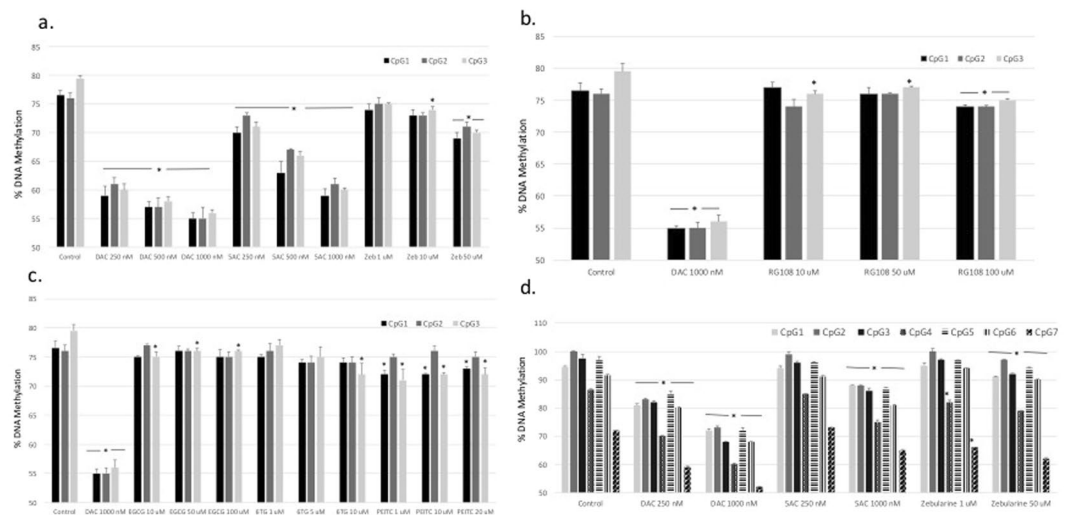 a.
85
80
75
70
65
60
55
50
% DNA Methylation
CpG1 CpG2 CpG3
* * * *
Control DAC 250 nM DAC 500 nM DAC 1000 nM SAC 250 nM SAC 500 nM SAC 1000 nM Zeb 1 uM Zeb 10 uM Zeb 50 uM
b.
85
80
75
70
65
60
55
50
% DNA Methylation
CpG1 CpG2 CpG3
* * * *
Control DAC 1000 nM RG108 10 uM RG108 50 uM RG108 100 uM
c.
85
80
75
70
65
60
55
50
% DNA Methylation
CpG1 CpG2 CpG3
* * * * * * * * * * *
Control DAC 1000 nM EGCG 10 uM EGCG 50 uM EGCG 100 uM 6TG 1 uM 6TG 5 uM 6TG 10 uM PEITC 1 uM PEITC 10 uM PEITC 20 uM
d.
110
100
90
80
70
60
50
% DNA Methylation
CpG1 CpG2 CpG3 CpG4 CpG5 CpG6 CpG7
* * * * * *
Control DAC 250 nM DAC 1000 nM SAC 250 nM SAC 1000 nM Zebularine 1 uM Zebularine 50 uM